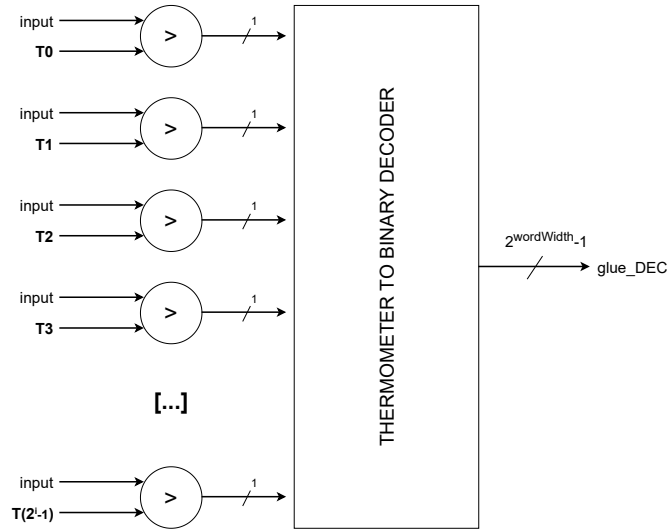 input
T0
>
1
input
T1
>
1
input
T2
>
1
input
T3
>
1
[...]
input
T(2ⁱ-1)
>
1
THERMOMETER TO BINARY DECODER
2^wordWidth-1
glue_DEC